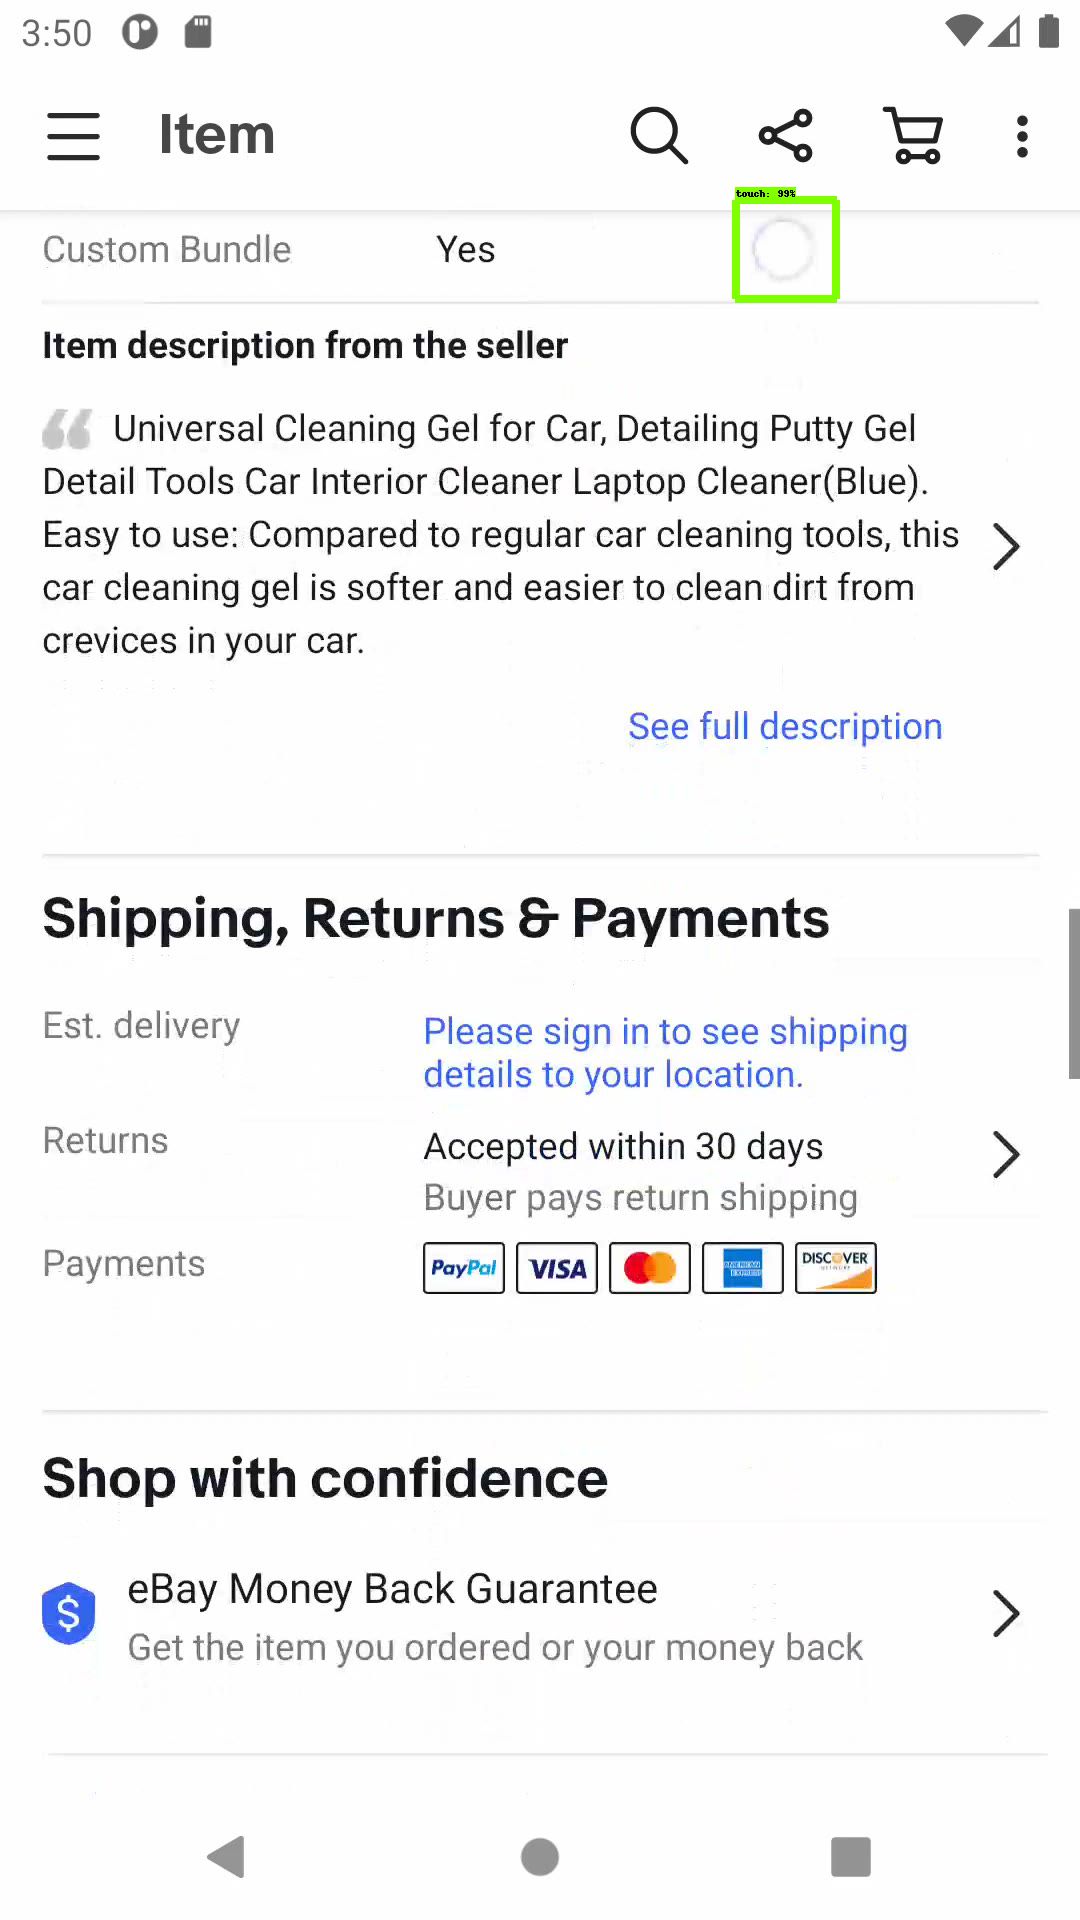 3:50
Item
touch: 99%
Custom Bundle Yes
Item description from the seller
Universal Cleaning Gel for Car, Detailing Putty Gel
Detail Tools Car Interior Cleaner Laptop Cleaner(Blue).
Easy to use: Compared to regular car cleaning tools, this
car cleaning gel is softer and easier to clean dirt from
crevices in your car.
See full description
Shipping, Returns & Payments
Est. delivery Please sign in to see shipping
details to your location.
Returns Accepted within 30 days
Buyer pays return shipping
Payments PayPal VISA AMERICAN EXPRESS DISCOVER NETWORK
Shop with confidence
$ eBay Money Back Guarantee
Get the item you ordered or your money back